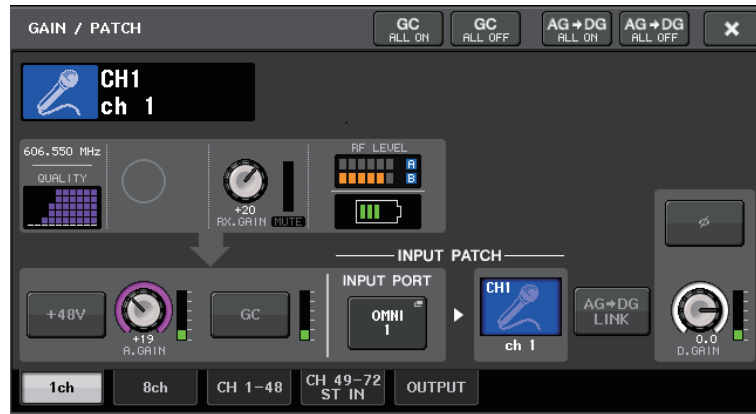 GAIN / PATCH
GC
ALL ON
GC
ALL OFF
AG→DG
ALL ON
AG→DG
ALL OFF
CH1
ch 1
606.550 MHz
QUALITY
+20
RX.GAIN MUTE
RF LEVEL
A
B
INPUT PATCH
+48V
+19
A.GAIN
GC
INPUT PORT
OMNI
1
CH1
ch 1
AG→DG
LINK
ø
0.0
D.GAIN
1ch
8ch
CH 1-48
CH 49-72
ST IN
OUTPUT